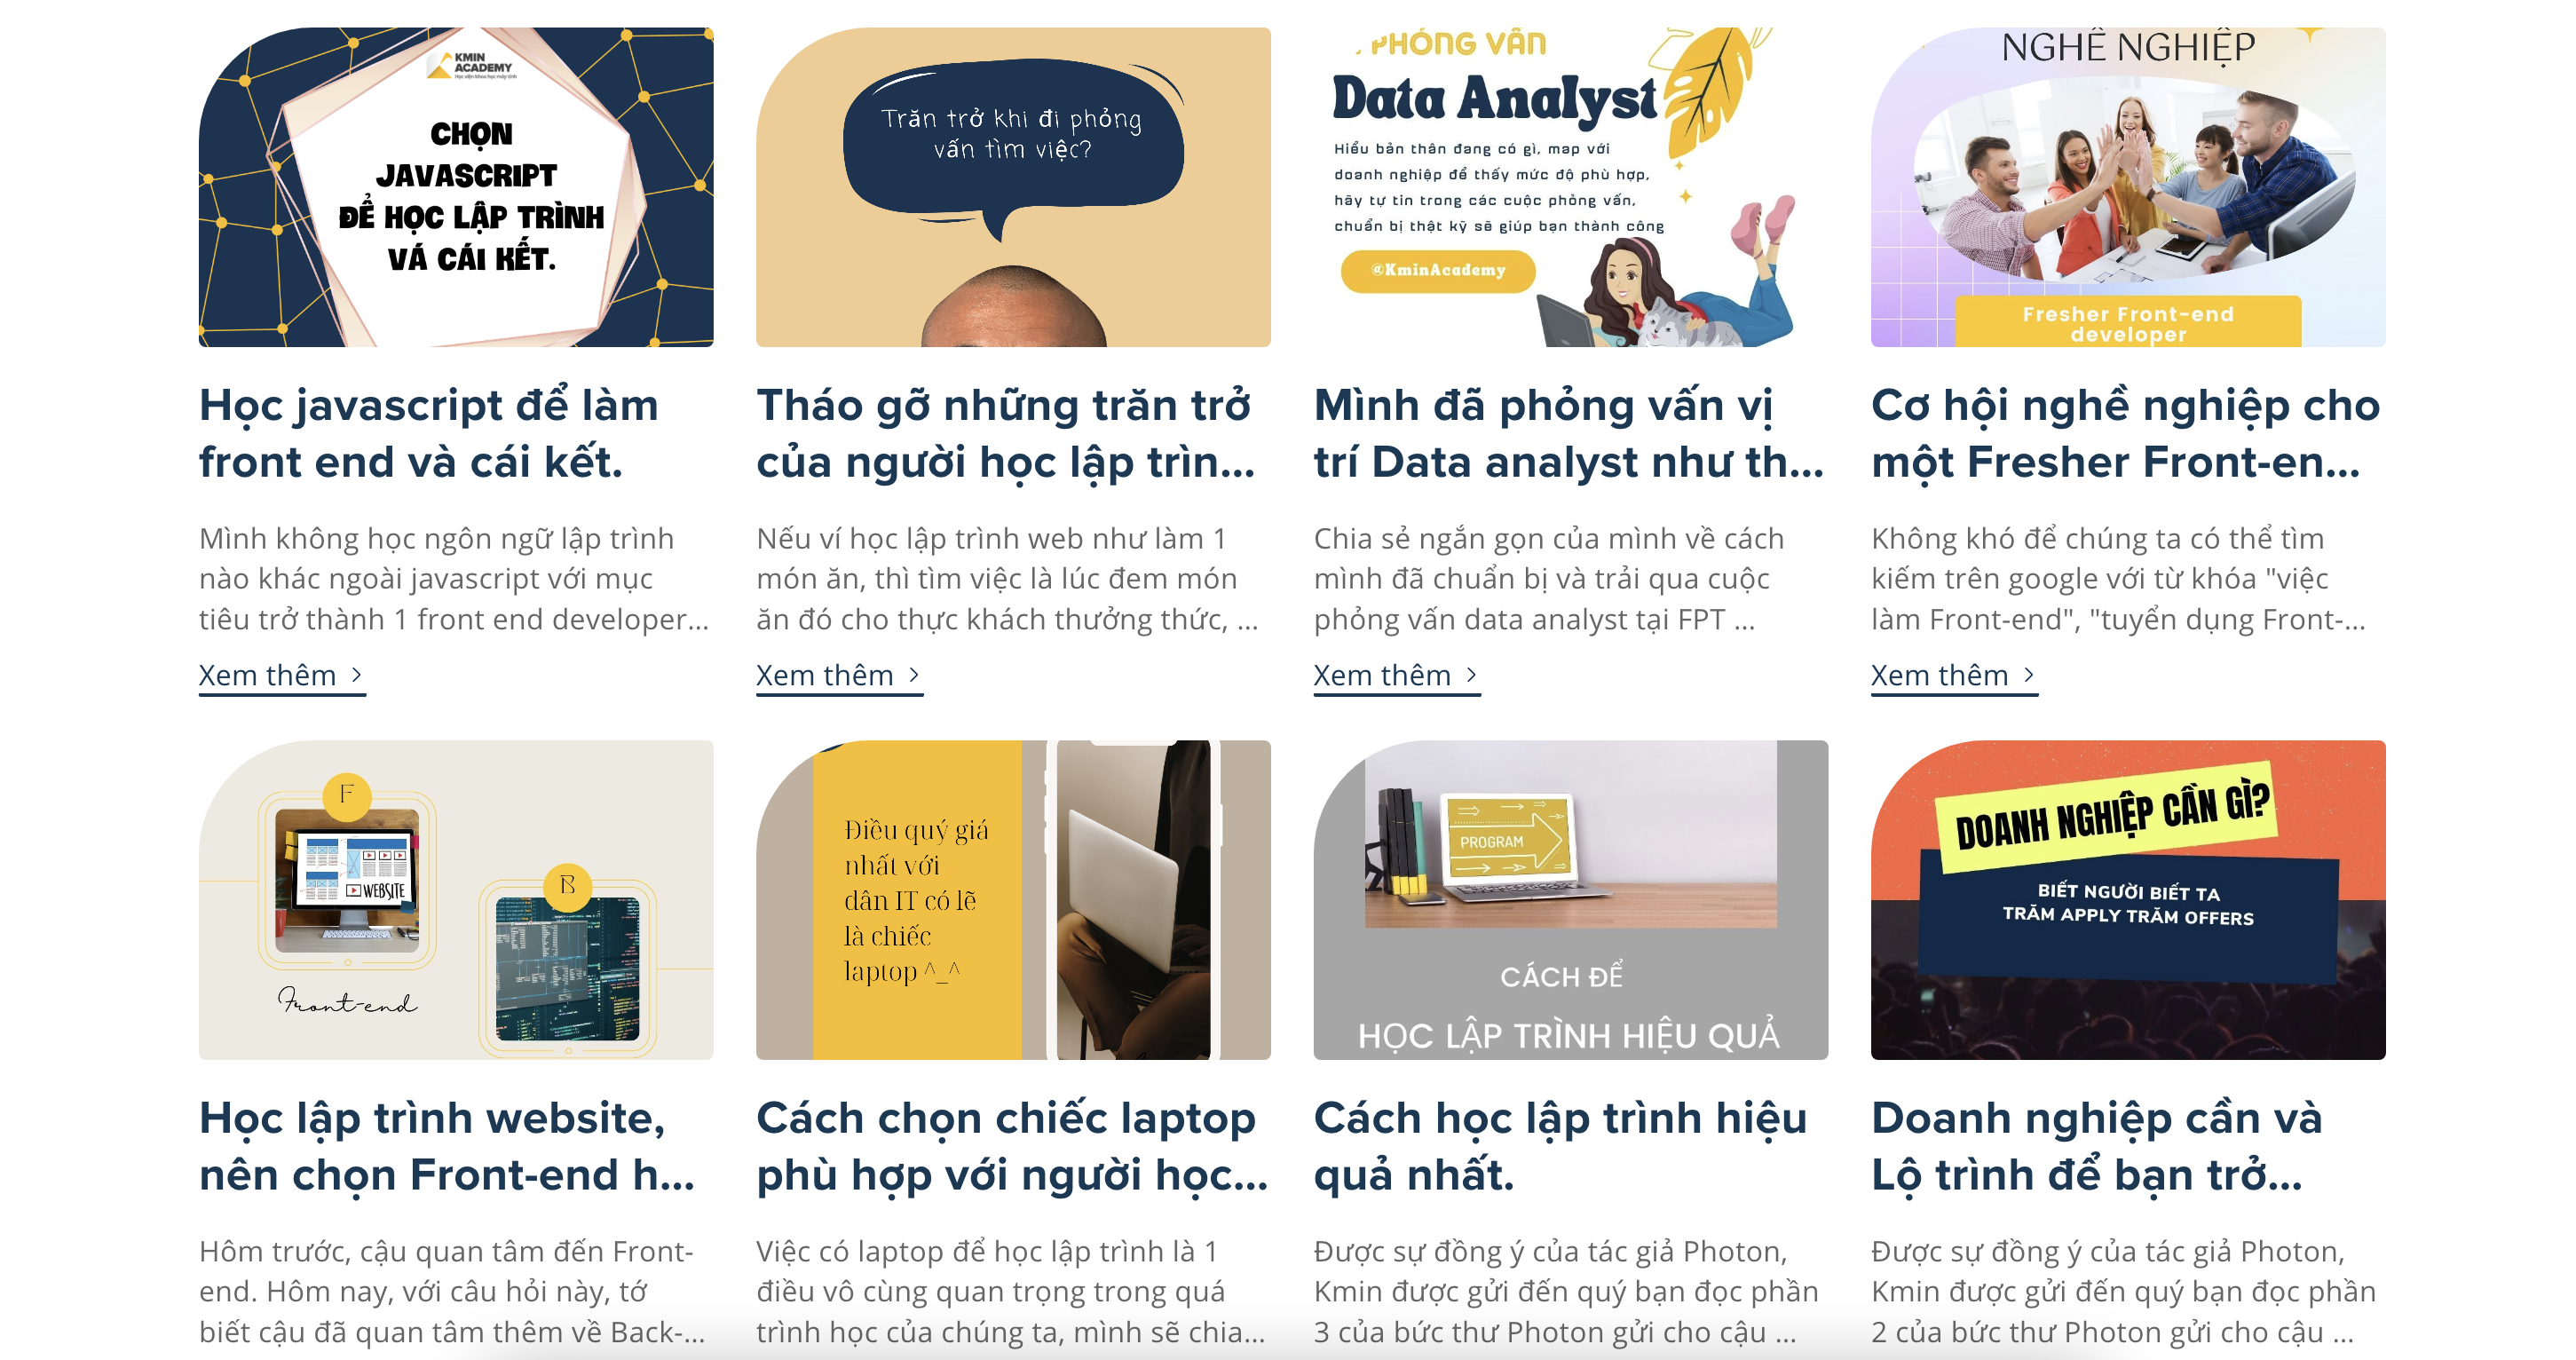 KMIN
ACADEMY
Học viện khoa học máy tính
CHỌN
JAVASCRIPT
ĐỂ HỌC LẬP TRÌNH
VÁ CÁI KẾT.
Học javascript để làm
front end và cái kết.
Mình không học ngôn ngữ lập trình
nào khác ngoài javascript với mục
tiêu trở thành 1 front end developer...
Xem thêm >
Trăn trở khi đi phỏng
vấn tìm việc?
Tháo gỡ những trăn trở
của người học lập trìn...
Nếu ví học lập trình web như làm 1
món ăn, thì tìm việc là lúc đem món
ăn đó cho thực khách thưởng thức, ...
Xem thêm >
PHỎNG VẤN
Data Analyst
Hiểu bản thân đang có gì, map với
doanh nghiệp để thấy mức độ phù hợp,
hãy tự tin trong các cuộc phỏng vấn,
chuẩn bị thật kỹ sẽ giúp bạn thành công
@KminAcademy
Mình đã phỏng vấn vị
trí Data analyst như th...
Chia sẻ ngắn gọn của mình về cách
mình đã chuẩn bị và trải qua cuộc
phỏng vấn data analyst tại FPT ...
Xem thêm >
NGHỀ NGHIỆP
Fresher Front-end
developer
Cơ hội nghề nghiệp cho
một Fresher Front-en...
Không khó để chúng ta có thể tìm
kiếm trên google với từ khóa "việc
làm Front-end", "tuyển dụng Front-...
Xem thêm >
F
WEBSITE
B
Front-end
Học lập trình website,
nên chọn Front-end h...
Hôm trước, cậu quan tâm đến Front-
end. Hôm nay, với câu hỏi này, tớ
biết cậu đã quan tâm thêm về Back-...
Điều quý giá
nhất với
dân IT có lẽ
là chiếc
laptop ^_^
Cách chọn chiếc laptop
phù hợp với người học...
Việc có laptop để học lập trình là 1
điều vô cùng quan trọng trong quá
trình học của chúng ta, mình sẽ chia...
PROGRAM
CÁCH ĐỂ
HỌC LẬP TRÌNH HIỆU QUẢ
Cách học lập trình hiệu
quả nhất.
Được sự đồng ý của tác giả Photon,
Kmin được gửi đến quý bạn đọc phần
3 của bức thư Photon gửi cho cậu ...
DOANH NGHIỆP CẦN GÌ?
BIẾT NGƯỜI BIẾT TA
TRĂM APPLY TRĂM OFFERS
Doanh nghiệp cần và
Lộ trình để bạn trở...
Được sự đồng ý của tác giả Photon,
Kmin được gửi đến quý bạn đọc phần
2 của bức thư Photon gửi cho cậu ...